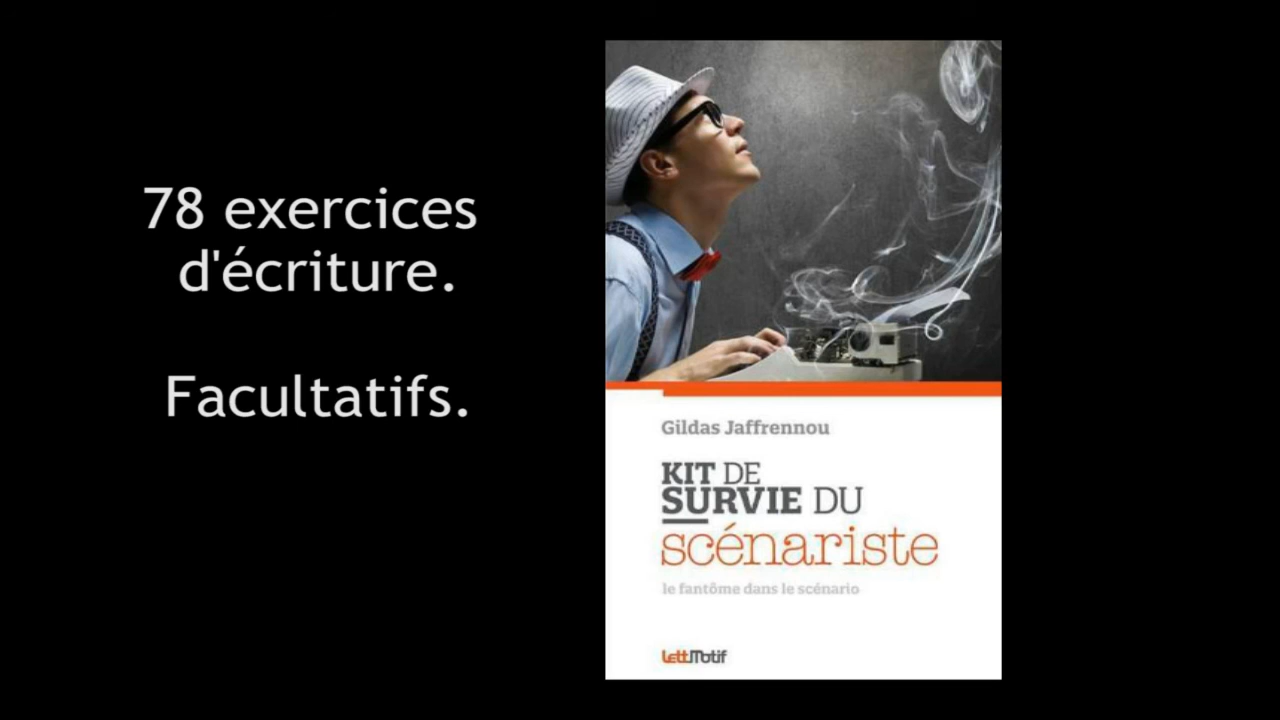 78 exercices
d'écriture.
Facultatifs.
Gildas Jaffrennou
KIT DE
SURVIE DU
scénariste
le fantôme dans le scénario
LettMotif